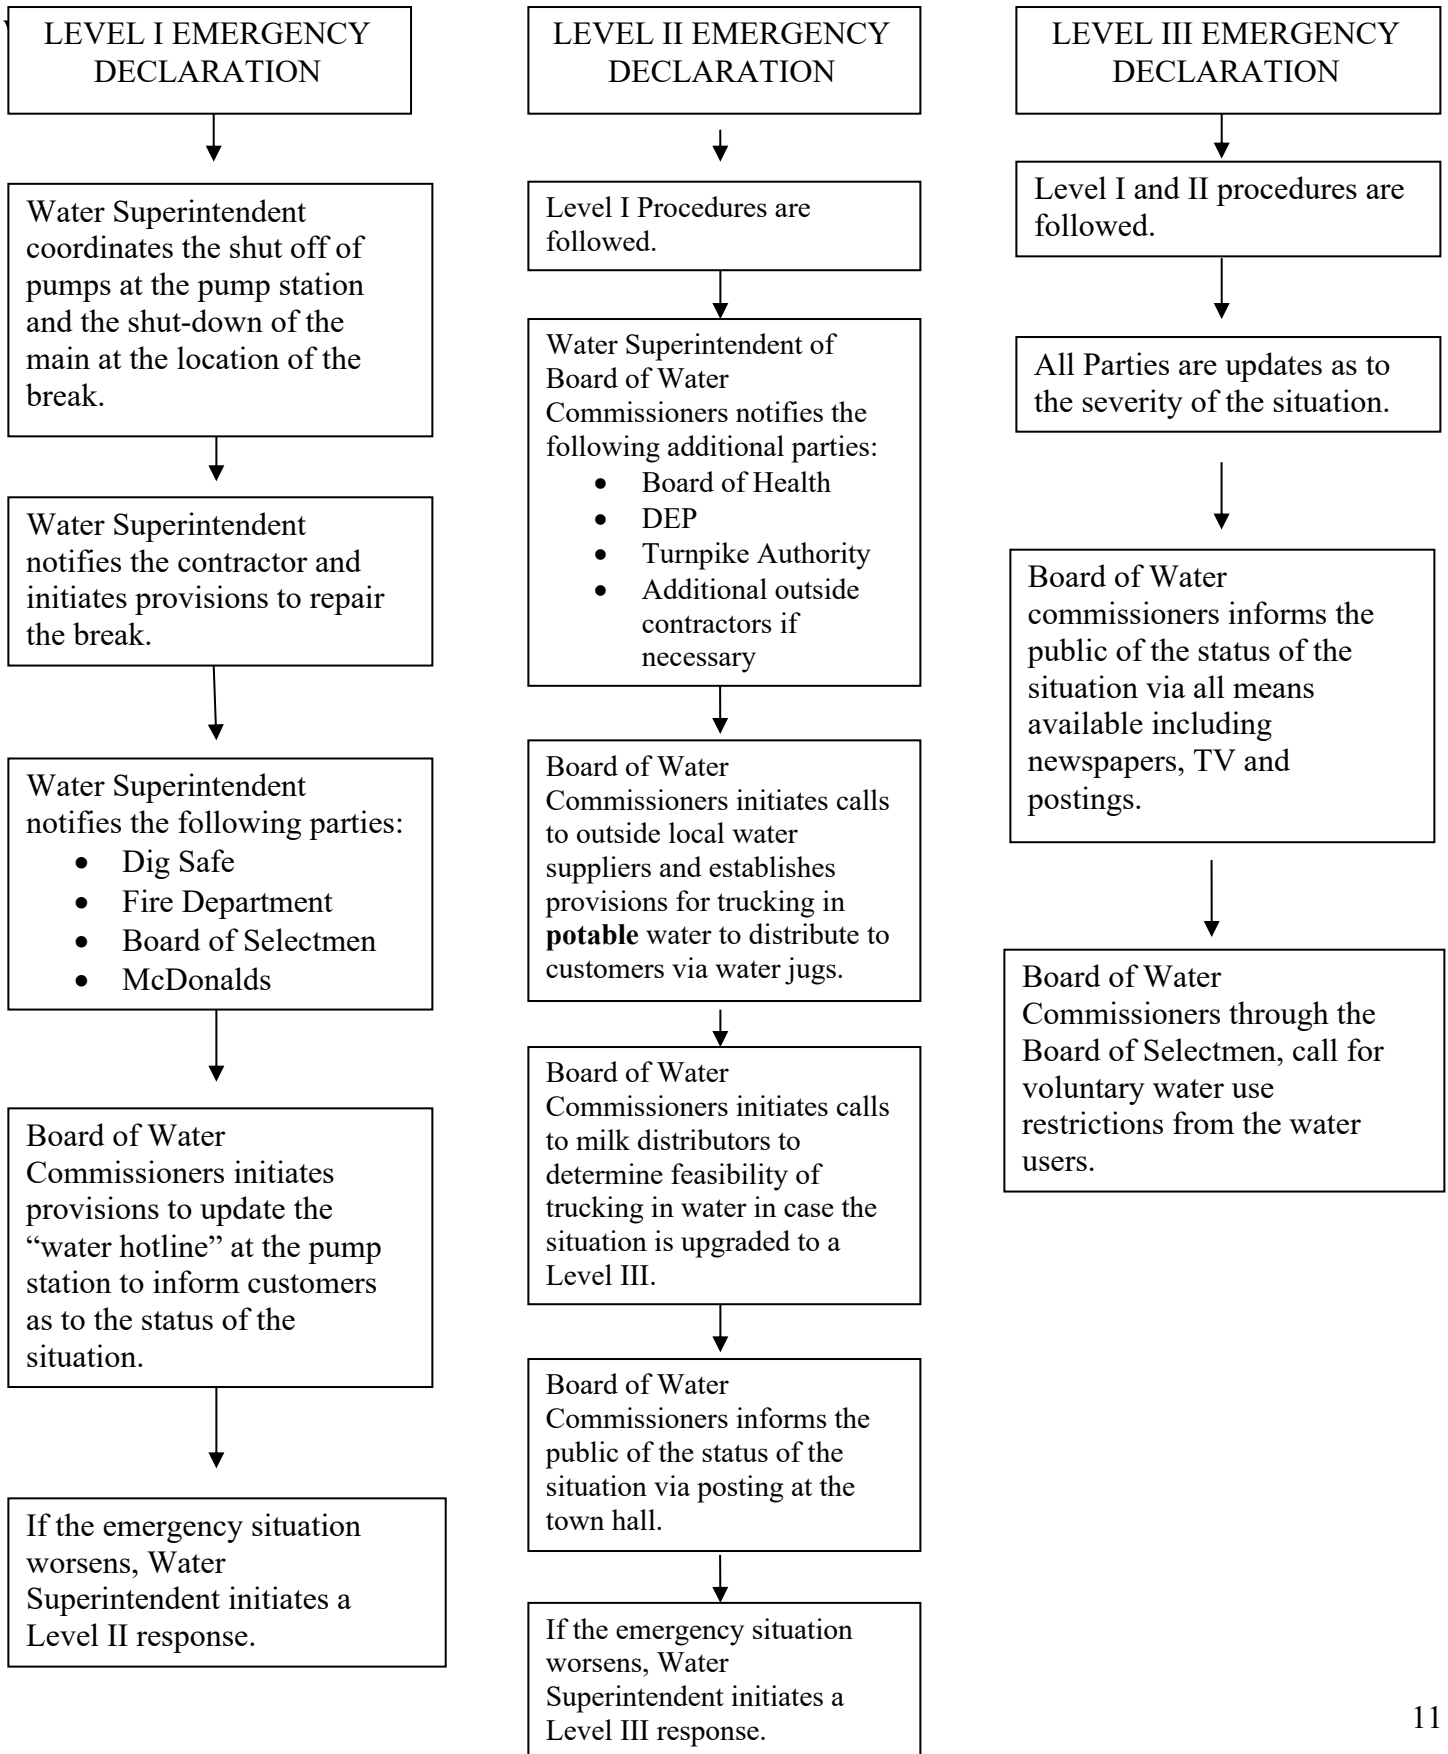 LEVEL I EMERGENCY
DECLARATION
Water Superintendent
coordinates the shut off of
pumps at the pump station
and the shut-down of the
main at the location of the
break.
Water Superintendent
notifies the contractor and
initiates provisions to repair
the break.
Water Superintendent
notifies the following parties:
• Dig Safe
• Fire Department
• Board of Selectmen
• McDonalds
Board of Water
Commissioners initiates
provisions to update the
“water hotline” at the pump
station to inform customers
as to the status of the
situation.
If the emergency situation
worsens, Water
Superintendent initiates a
Level II response.
LEVEL II EMERGENCY
DECLARATION
Level I Procedures are
followed.
Water Superintendent of
Board of Water
Commissioners notifies the
following additional parties:
• Board of Health
• DEP
• Turnpike Authority
• Additional outside
contractors if
necessary
Board of Water
Commissioners initiates calls
to outside local water
suppliers and establishes
provisions for trucking in
potable water to distribute to
customers via water jugs.
Board of Water
Commissioners initiates calls
to milk distributors to
determine feasibility of
trucking in water in case the
situation is upgraded to a
Level III.
Board of Water
Commissioners informs the
public of the status of the
situation via posting at the
town hall.
If the emergency situation
worsens, Water
Superintendent initiates a
Level III response.
LEVEL III EMERGENCY
DECLARATION
Level I and II procedures are
followed.
All Parties are updates as to
the severity of the situation.
Board of Water
commissioners informs the
public of the status of the
situation via all means
available including
newspapers, TV and
postings.
Board of Water
Commissioners through the
Board of Selectmen, call for
voluntary water use
restrictions from the water
users.
11